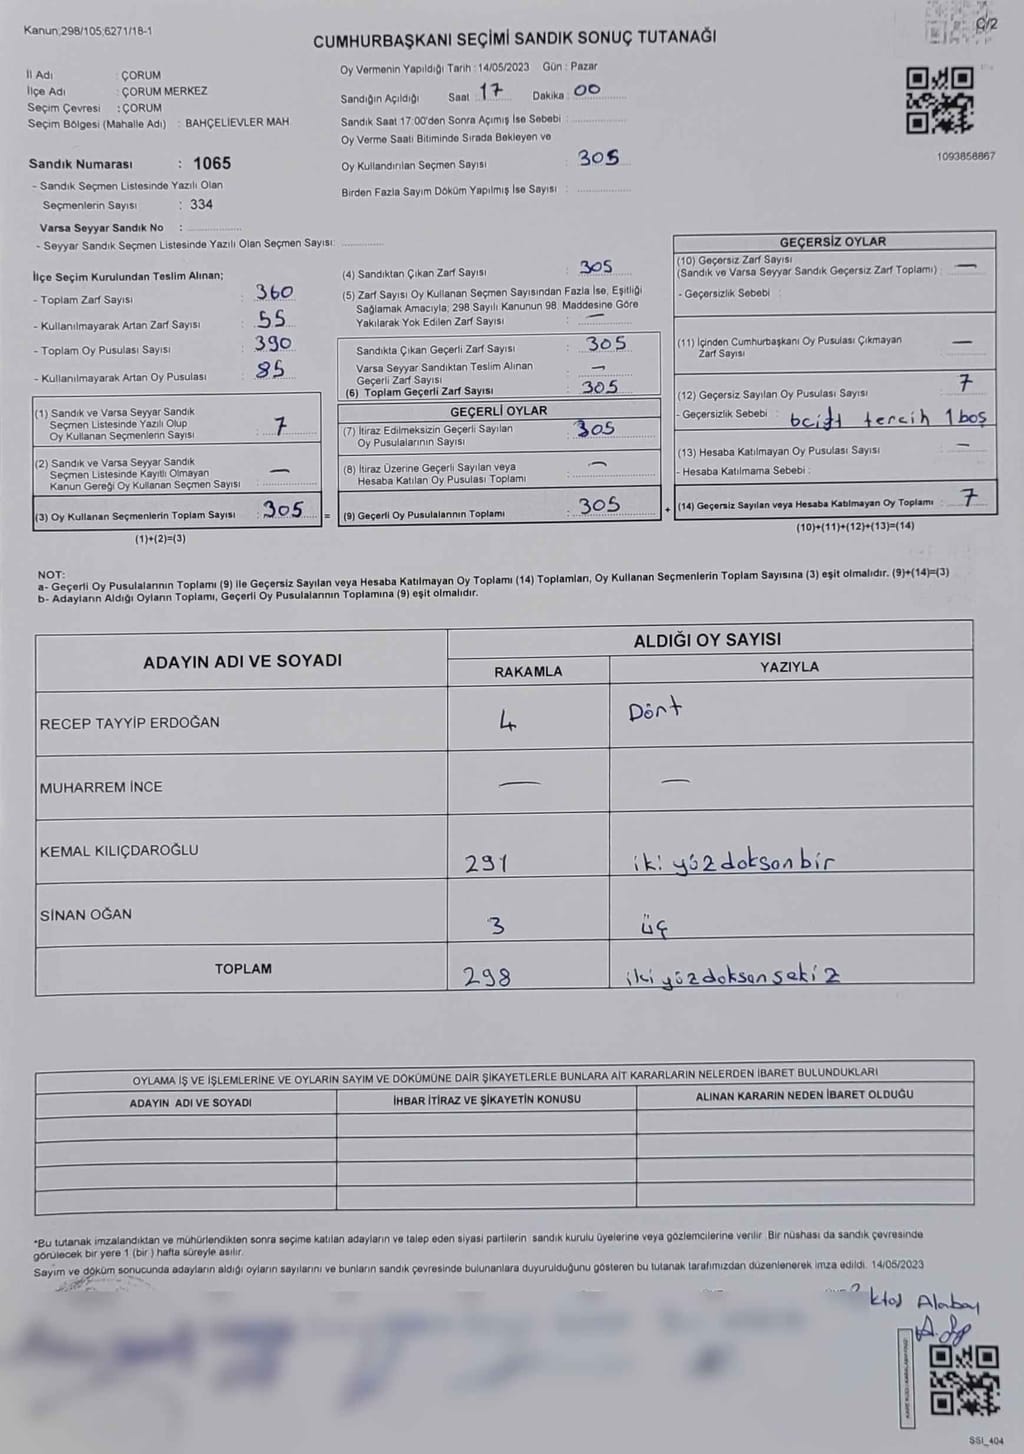 Kanun;298/105;6271/18-1
C/2
CUMHURBAŞKANI SEÇİMİ SANDIK SONUÇ TUTANAĞI
İl Adı : ÇORUM
İlçe Adı : ÇORUM MERKEZ
Seçim Çevresi : ÇORUM
Seçim Bölgesi (Mahalle Adı) : BAHÇELİEVLER MAH.
Sandık Numarası : 1065
- Sandık Seçmen Listesinde Yazılı Olan
Seçmenlerin Sayısı : 334
Varsa Seyyar Sandık No :
- Seyyar Sandık Seçmen Listesinde Yazılı Olan Seçmen Sayısı:
Oy Vermenin Yapıldığı Tarih : 14/05/2023 Gün : Pazar
Sandığın Açıldığı Saat 17 Dakika : 00
Sandık Saat 17:00'den Sonra Açımış İse Sebebi :
Oy Verme Saati Bitiminde Sırada Bekleyen ve
Oy Kullandırılan Seçmen Sayısı : 305
Birden Fazla Sayım Döküm Yapılmış İse Sayısı :
1093858867
İlçe Seçim Kurulundan Teslim Alınan;
- Toplam Zarf Sayısı : 360
- Kullanılmayarak Artan Zarf Sayısı : 55
- Toplam Oy Pusulası Sayısı : 390
- Kullanılmayarak Artan Oy Pusulası : 85
(1) Sandık ve Varsa Seyyar Sandık
Seçmen Listesinde Yazılı Olup
Oy Kullanan Seçmenlerin Sayısı : 7
(2) Sandık ve Varsa Seyyar Sandık
Seçmen Listesinde Kayıtlı Olmayan
Kanun Gereği Oy Kullanan Seçmen Sayısı : —
(3) Oy Kullanan Seçmenlerin Toplam Sayısı : 305 =
(1)+(2)=(3)
(4) Sandıktan Çıkan Zarf Sayısı : 305
(5) Zarf Sayısı Oy Kullanan Seçmen Sayısından Fazla İse, Eşitliği
Sağlamak Amacıyla; 298 Sayılı Kanunun 98. Maddesine Göre
Yakılarak Yok Edilen Zarf Sayısı : —
Sandıkta Çıkan Geçerli Zarf Sayısı : 305
Varsa Seyyar Sandıktan Teslim Alınan
Geçerli Zarf Sayısı : —
(6) Toplam Geçerli Zarf Sayısı : 305
GEÇERLİ OYLAR
(7) İtiraz Edilmeksizin Geçerli Sayılan
Oy Pusulalarının Sayısı : 305
(8) İtiraz Üzerine Geçerli Sayılan veya
Hesaba Katılan Oy Pusulası Toplamı : —
(9) Geçerli Oy Pusulalarının Toplamı : 305 +
GEÇERSİZ OYLAR
(10) Geçersiz Zarf Sayısı
(Sandık ve Varsa Seyyar Sandık Geçersiz Zarf Toplamı) : —
- Geçersizlik Sebebi :
(11) İçinden Cumhurbaşkanı Oy Pusulası Çıkmayan
Zarf Sayısı : —
(12) Geçersiz Sayılan Oy Pusulası Sayısı : 7
- Geçersizlik Sebebi : 6 çift tercih 1 boş
(13) Hesaba Katılmayan Oy Pusulası Sayısı : —
- Hesaba Katılmama Sebebi :
(14) Geçersiz Sayılan veya Hesaba Katılmayan Oy Toplamı : 7
(10)+(11)+(12)+(13)=(14)
NOT:
a- Geçerli Oy Pusulalarının Toplamı (9) ile Geçersiz Sayılan veya Hesaba Katılmayan Oy Toplamı (14) Toplamları, Oy Kullanan Seçmenlerin Toplam Sayısına (3) eşit olmalıdır. (9)+(14)=(3)
b- Adayların Aldığı Oyların Toplamı, Geçerli Oy Pusulalarının Toplamına (9) eşit olmalıdır.
ADAYIN ADI VE SOYADI
ALDIĞI OY SAYISI
RAKAMLA YAZIYLA
RECEP TAYYİP ERDOĞAN 4 Dört
MUHARREM İNCE — —
KEMAL KILIÇDAROĞLU 291 iki yüz doksan bir
SİNAN OĞAN 3 üç
TOPLAM 298 iki yüz doksan sekiz
OYLAMA İŞ VE İŞLEMLERİNE VE OYLARIN SAYIM VE DÖKÜMÜNE DAİR ŞİKAYETLERLE BUNLARA AİT KARARLARIN NELERDEN İBARET BULUNDUKLARI
ADAYIN ADI VE SOYADI İHBAR İTİRAZ VE ŞİKAYETİN KONUSU ALINAN KARARIN NEDEN İBARET OLDUĞU
*Bu tutanak imzalandıktan ve mühürlendikten sonra seçime katılan adayların ve talep eden siyasi partilerin sandık kurulu üyelerine veya gözlemcilerine verilir. Bir nüshası da sandık çevresinde
görülecek bir yere 1 (bir ) hafta süreyle asılır.
Sayım ve döküm sonucunda adayların aldığı oyların sayılarını ve bunların sandık çevresinde bulunanlara duyurulduğunu gösteren bu tutanak tarafımızdan düzenlenerek imza edildi. 14/05/2023
SSI_404